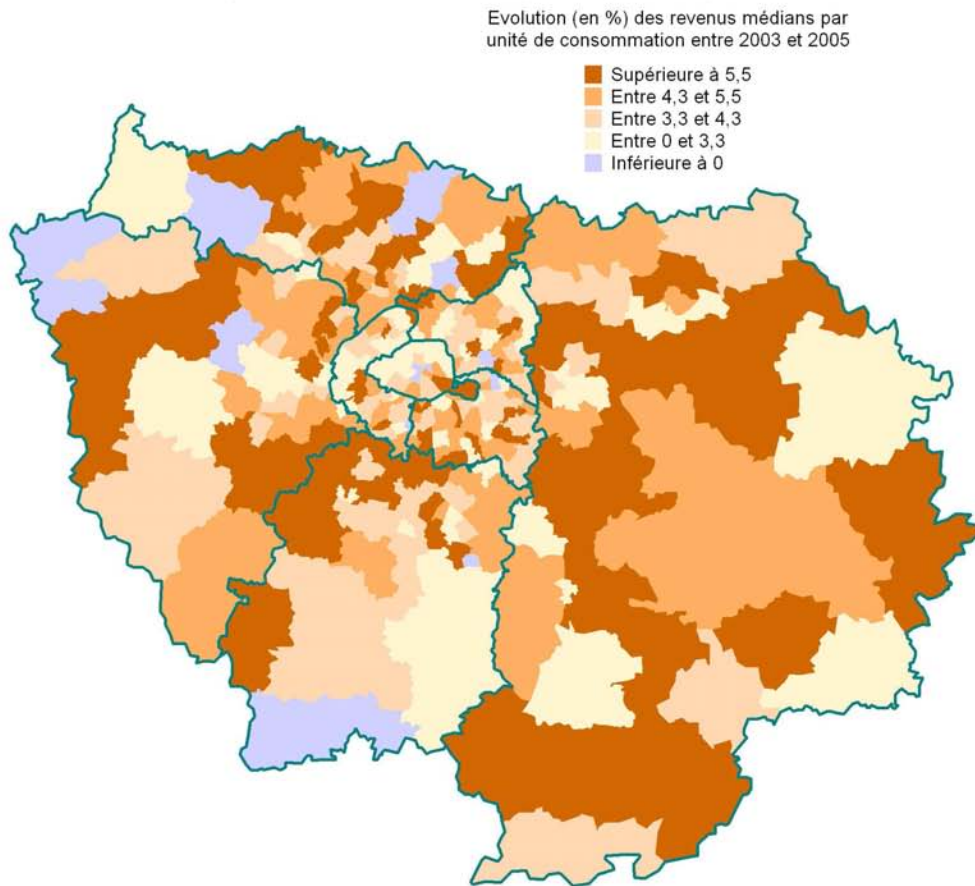 Evolution (en %) des revenus médians par
unité de consommation entre 2003 et 2005
Supérieure à 5,5
Entre 4,3 et 5,5
Entre 3,3 et 4,3
Entre 0 et 3,3
Inférieure à 0